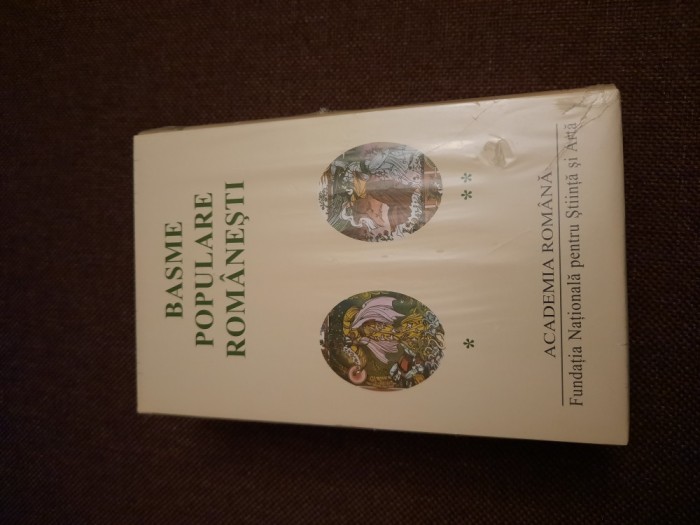 BASME
POPULARE
ROMÂNEȘTI
*
* *
ACADEMIA ROMÂNĂ
Fundația Națională pentru Știință și Artă